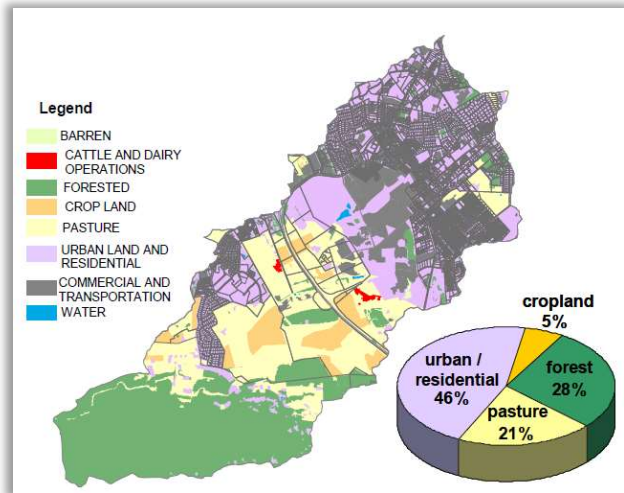 Legend
BARREN
CATTLE AND DAIRY
OPERATIONS
FORESTED
CROP LAND
PASTURE
URBAN LAND AND
RESIDENTIAL
COMMERCIAL AND
TRANSPORTATION
WATER
cropland
5%
urban /
residential
46%
forest
28%
pasture
21%